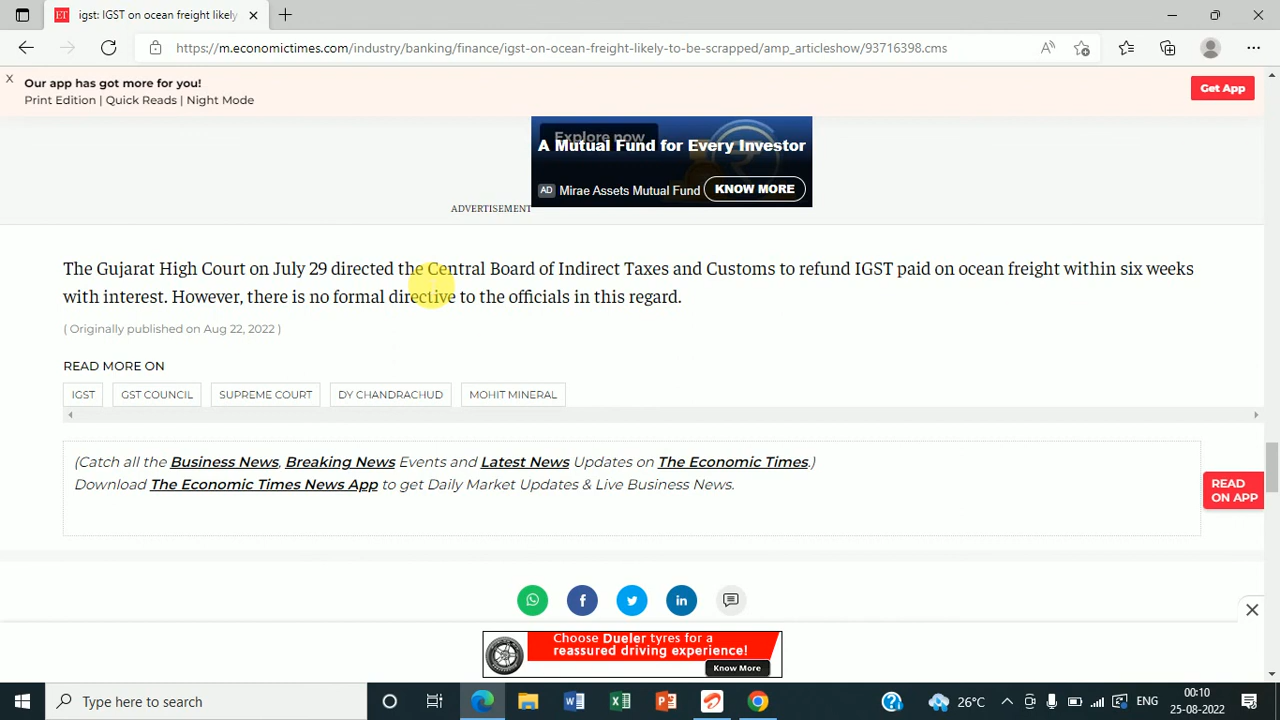 igst: IGST on ocean freight likely
https://m.economictimes.com/industry/banking/finance/igst-on-ocean-freight-likely-to-be-scrapped/amp_articleshow/93716398.cms
X
Our app has got more for you!
Print Edition | Quick Reads | Night Mode
Get App
Explore now
A Mutual Fund for Every Investor
AD Mirae Assets Mutual Fund KNOW MORE
ADVERTISEMENT
The Gujarat High Court on July 29 directed the Central Board of Indirect Taxes and Customs to refund IGST paid on ocean freight within six weeks
with interest. However, there is no formal directive to the officials in this regard.
( Originally published on Aug 22, 2022 )
READ MORE ON
IGST GST COUNCIL SUPREME COURT DY CHANDRACHUD MOHIT MINERAL
(Catch all the Business News, Breaking News Events and Latest News Updates on The Economic Times.)
Download The Economic Times News App to get Daily Market Updates & Live Business News.
READ
ON APP
Choose Dueler tyres for a
reassured driving experience!
Know More
Type here to search
26°C
ENG
00:10
25-08-2022